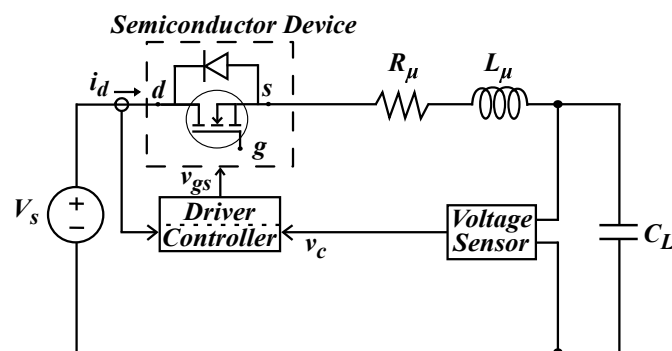 Semiconductor Device
i_d
d
s
g
R_μ
L_μ
v_gs
V_s
+
−
Driver
Controller
v_c
Voltage
Sensor
C_L